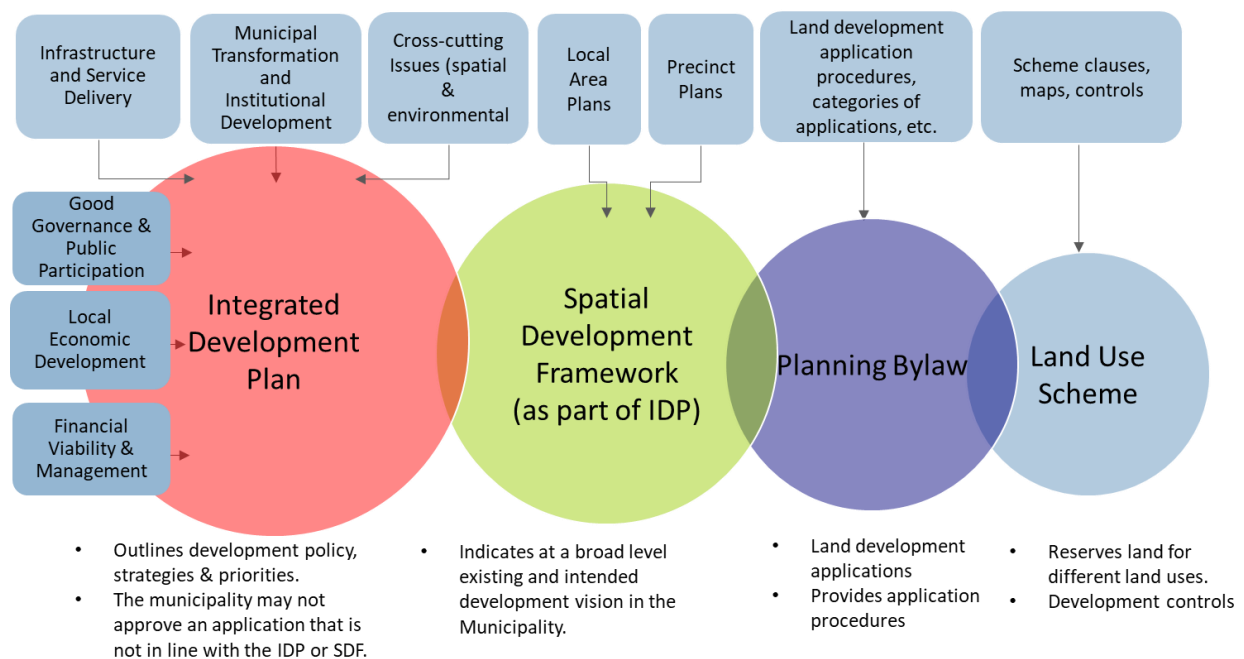 Infrastructure
and Service
Delivery
Municipal
Transformation
and
Institutional
Development
Cross-cutting
Issues (spatial
&
environmental
Local
Area
Plans
Precinct
Plans
Land development
application
procedures,
categories of
applications, etc.
Scheme clauses,
maps, controls
Good
Governance &
Public
Participation
Local
Economic
Development
Financial
Viability &
Management
Integrated
Development
Plan
Spatial
Development
Framework
(as part of IDP)
Planning Bylaw
Land Use
Scheme
• Outlines development policy,
strategies & priorities.
• The municipality may not
approve an application that is
not in line with the IDP or SDF.
• Indicates at a broad level
existing and intended
development vision in the
Municipality.
• Land development
applications
• Provides application
procedures
• Reserves land for
different land uses.
• Development controls